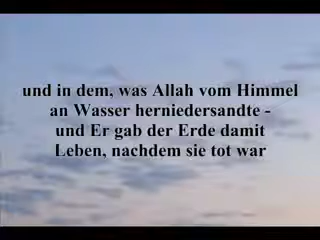 und in dem, was Allah vom Himmel
an Wasser herniedersandte -
und Er gab der Erde damit
Leben, nachdem sie tot war